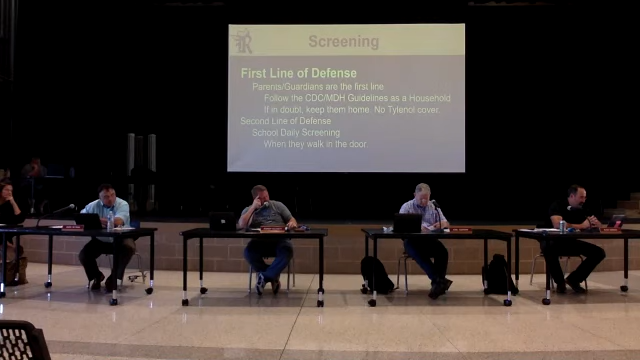 Screening
First Line of Defense
Parents/Guardians are the first line
Follow the CDC/MDH Guidelines as a Household
If in doubt, keep them home. No Tylenol cover.
Second Line of Defense
School Daily Screening
When they walk in the door.